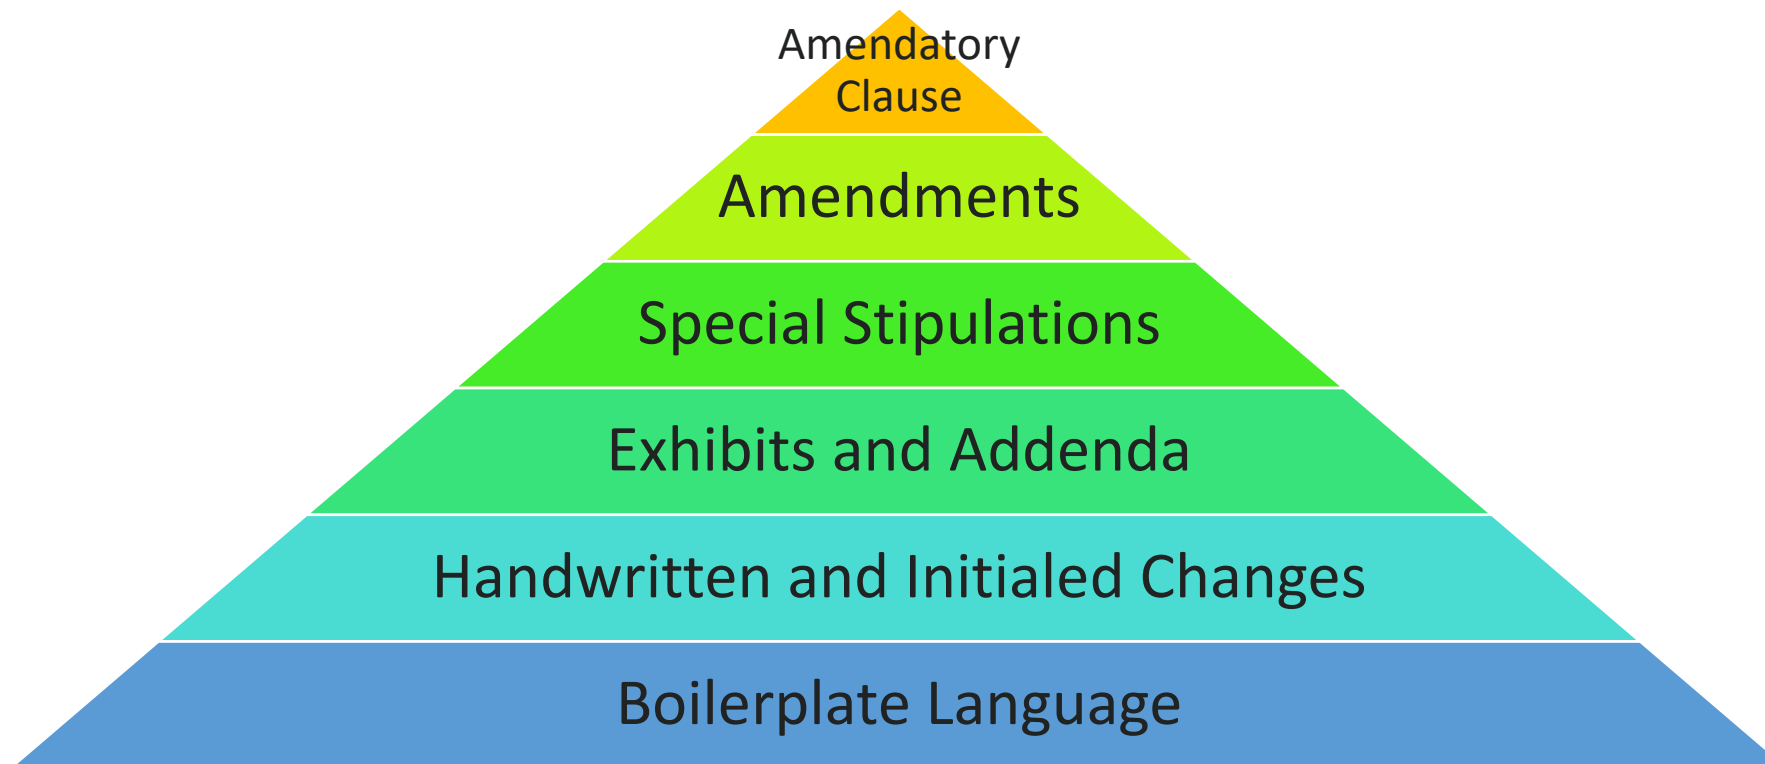 Amendatory
Clause
Amendments
Special Stipulations
Exhibits and Addenda
Handwritten and Initialed Changes
Boilerplate Language